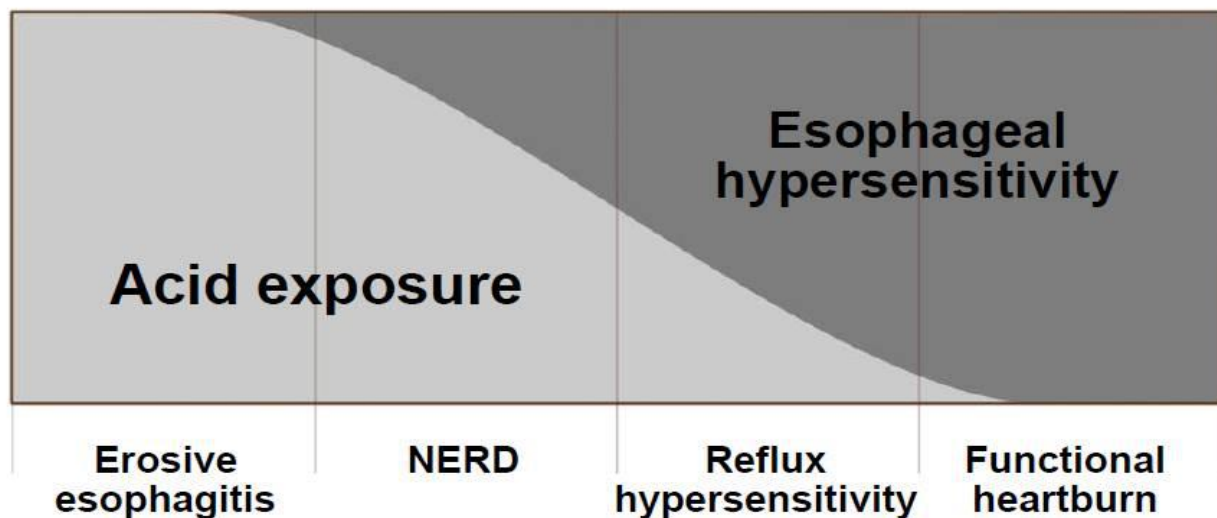 Esophageal
hypersensitivity
Acid exposure
Erosive
esophagitis
NERD
Reflux
hypersensitivity
Functional
heartburn